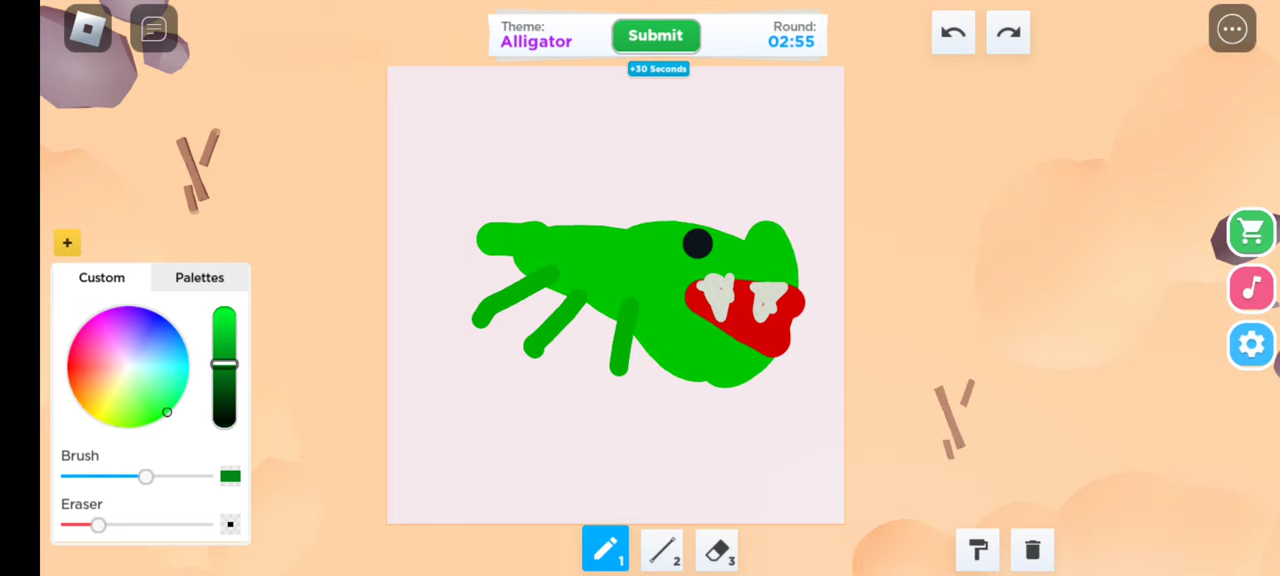 Theme:
Alligator
Submit
Round:
02:55
+30 Seconds
+
Custom
Palettes
Brush
Eraser
1
2
3